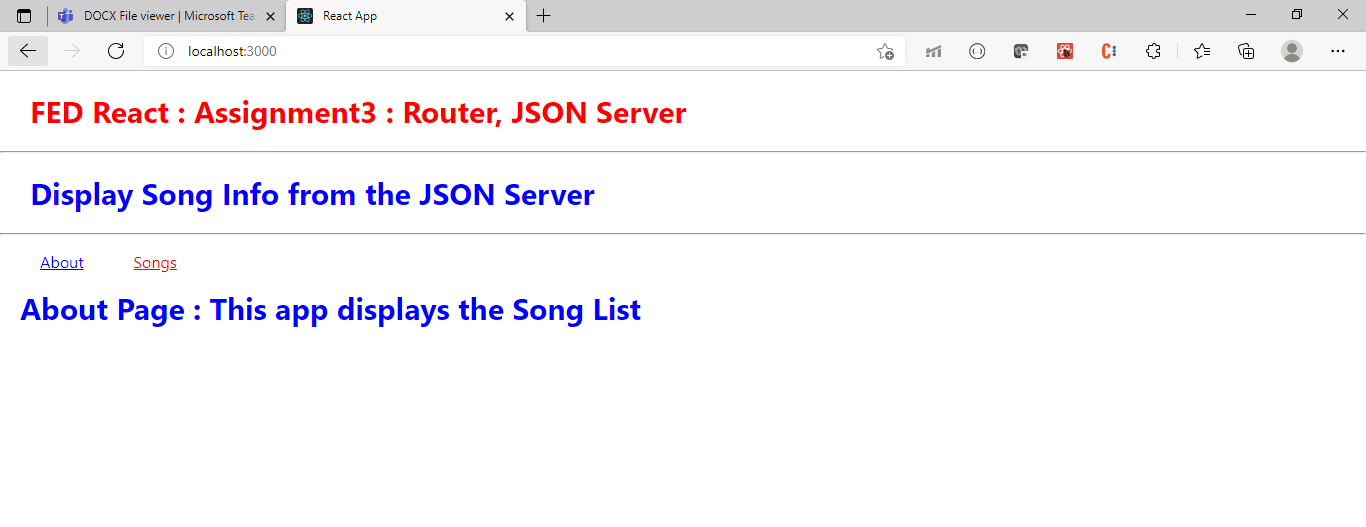 DOCX File viewer | Microsoft Tea
React App
localhost:3000
FED React : Assignment3 : Router, JSON Server
Display Song Info from the JSON Server
About Songs
About Page : This app displays the Song List